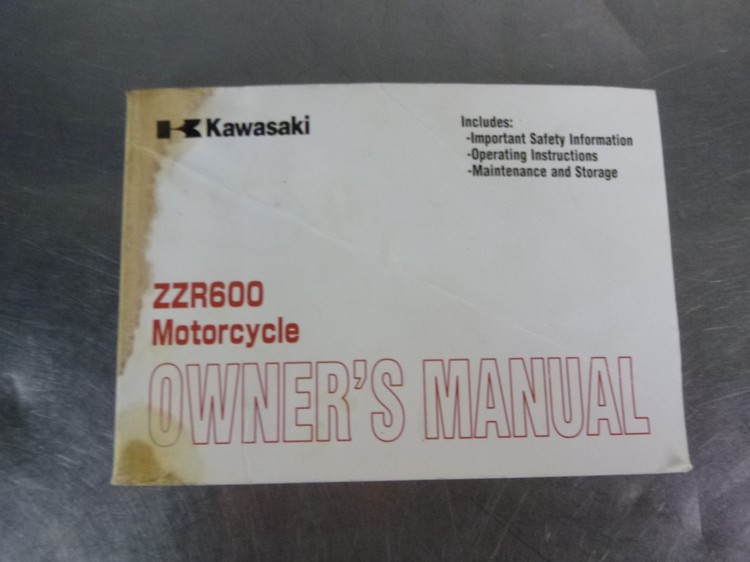 Kawasaki
Includes:
-Important Safety Information
-Operating Instructions
-Maintenance and Storage
ZZR600
Motorcycle
OWNER'S MANUAL